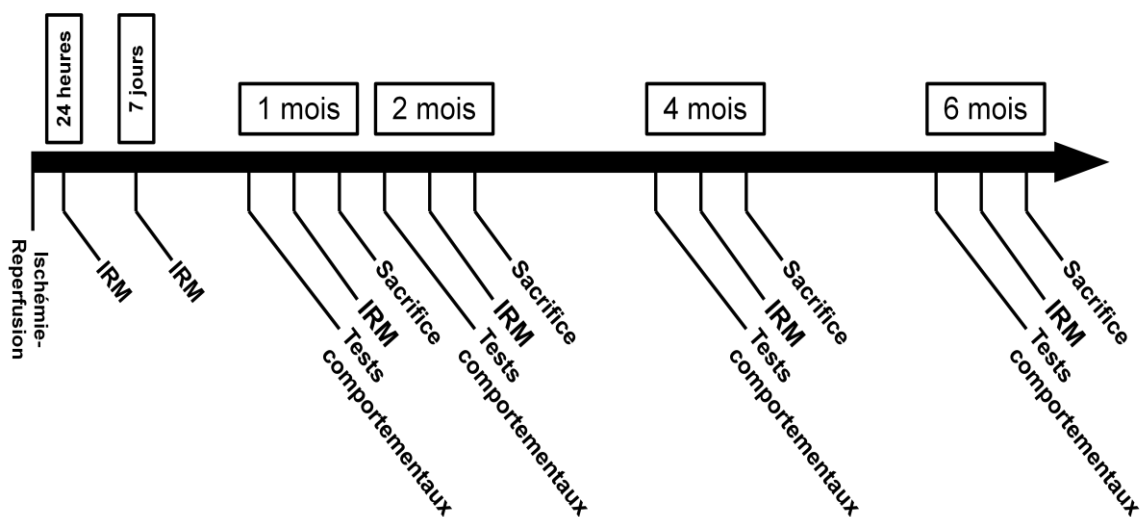 24 heures
7 jours
1 mois
2 mois
4 mois
6 mois
Ischémie-
Reperfusion
IRM
IRM
Tests
comportementaux
IRM
Sacrifice
Tests
comportementaux
IRM
Sacrifice
Tests
comportementaux
IRM
Sacrifice
Tests
comportementaux
IRM
Sacrifice